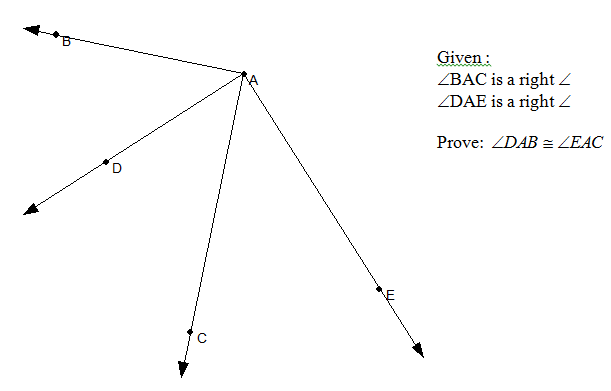 B
A
D
C
E
Given :
∠BAC is a right ∠
∠DAE is a right ∠
Prove: ∠DAB ≅ ∠EAC